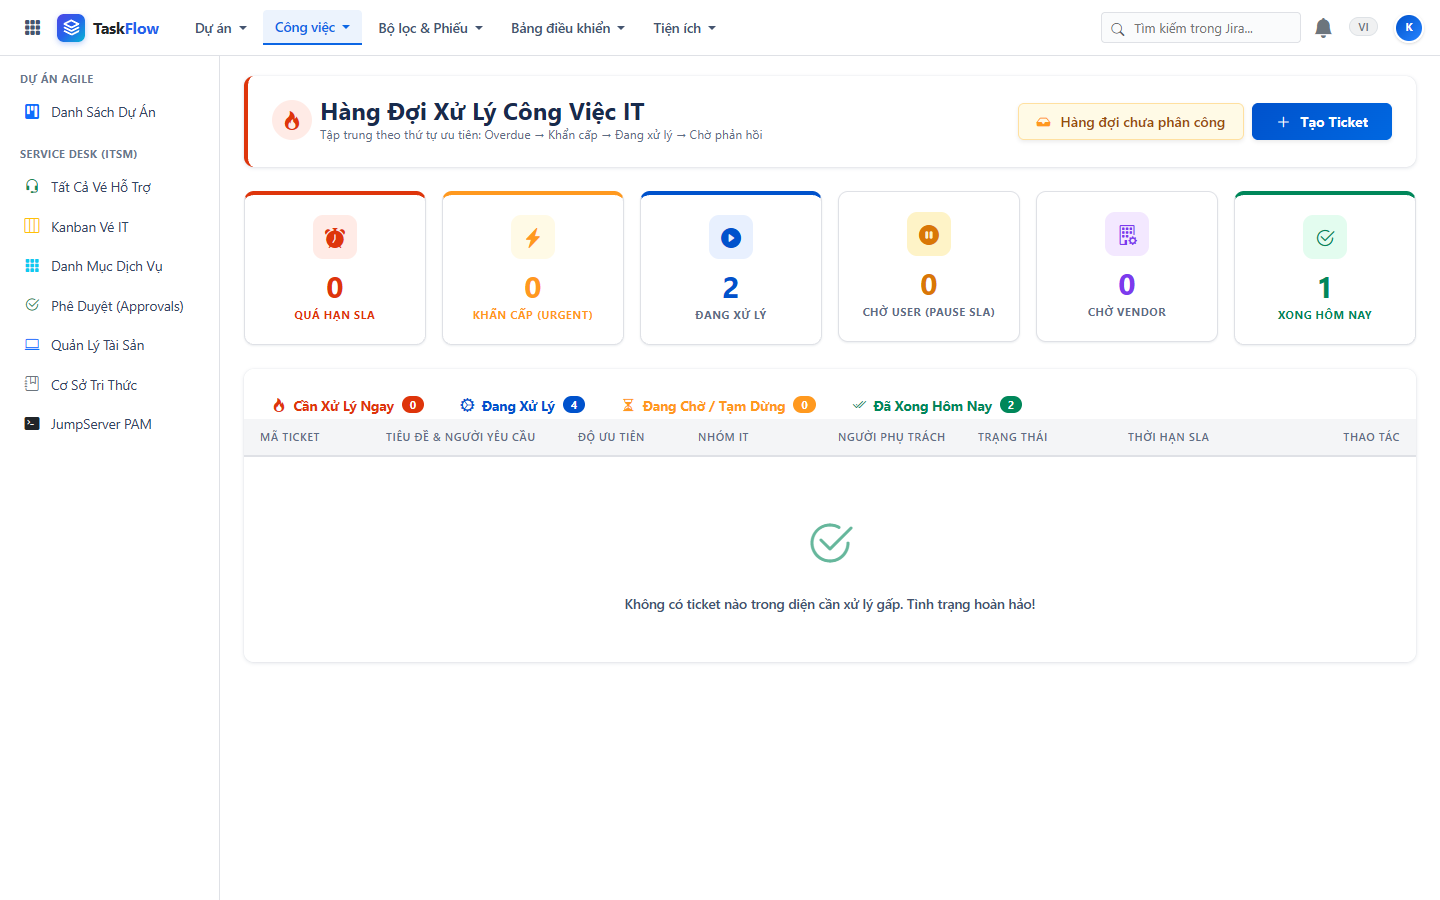 TaskFlow
Dự án
Công việc
Bộ lọc & Phiếu
Bảng điều khiển
Tiện ích
Tìm kiếm trong Jira...
VI
K
DỰ ÁN AGILE
Danh Sách Dự Án
SERVICE DESK (ITSM)
Tất Cả Vé Hỗ Trợ
Kanban Vé IT
Danh Mục Dịch Vụ
Phê Duyệt (Approvals)
Quản Lý Tài Sản
Cơ Sở Tri Thức
JumpServer PAM
Hàng Đợi Xử Lý Công Việc IT
Tập trung theo thứ tự ưu tiên: Overdue → Khẩn cấp → Đang xử lý → Chờ phản hồi
Hàng đợi chưa phân công
Tạo Ticket
0
QUÁ HẠN SLA
0
KHẨN CẤP (URGENT)
2
ĐANG XỬ LÝ
0
CHỜ USER (PAUSE SLA)
0
CHỜ VENDOR
1
XONG HÔM NAY
Cần Xử Lý Ngay 0
Đang Xử Lý 4
Đang Chờ / Tạm Dừng 0
Đã Xong Hôm Nay 2
MÃ TICKET
TIÊU ĐỀ & NGƯỜI YÊU CẦU
ĐỘ ƯU TIÊN
NHÓM IT
NGƯỜI PHỤ TRÁCH
TRẠNG THÁI
THỜI HẠN SLA
THAO TÁC
Không có ticket nào trong diện cần xử lý gấp. Tình trạng hoàn hảo!